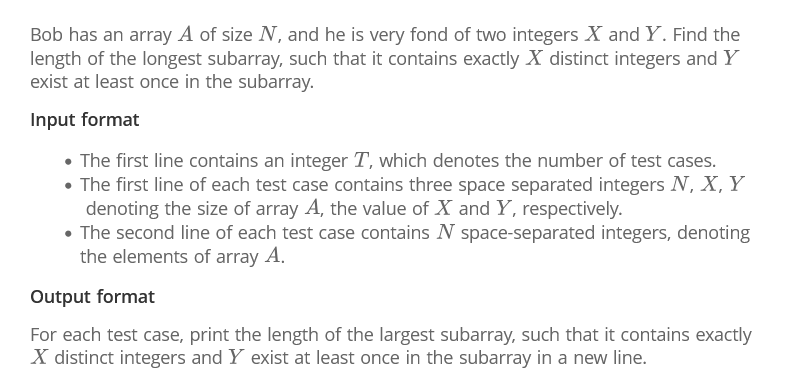 Bob has an array A of size N, and he is very fond of two integers X and Y. Find the
length of the longest subarray, such that it contains exactly X distinct integers and Y
exist at least once in the subarray.
Input format
• The first line contains an integer T, which denotes the number of test cases.
• The first line of each test case contains three space separated integers N, X, Y
denoting the size of array A, the value of X and Y, respectively.
• The second line of each test case contains N space-separated integers, denoting
the elements of array A.
Output format
For each test case, print the length of the largest subarray, such that it contains exactly
X distinct integers and Y exist at least once in the subarray in a new line.